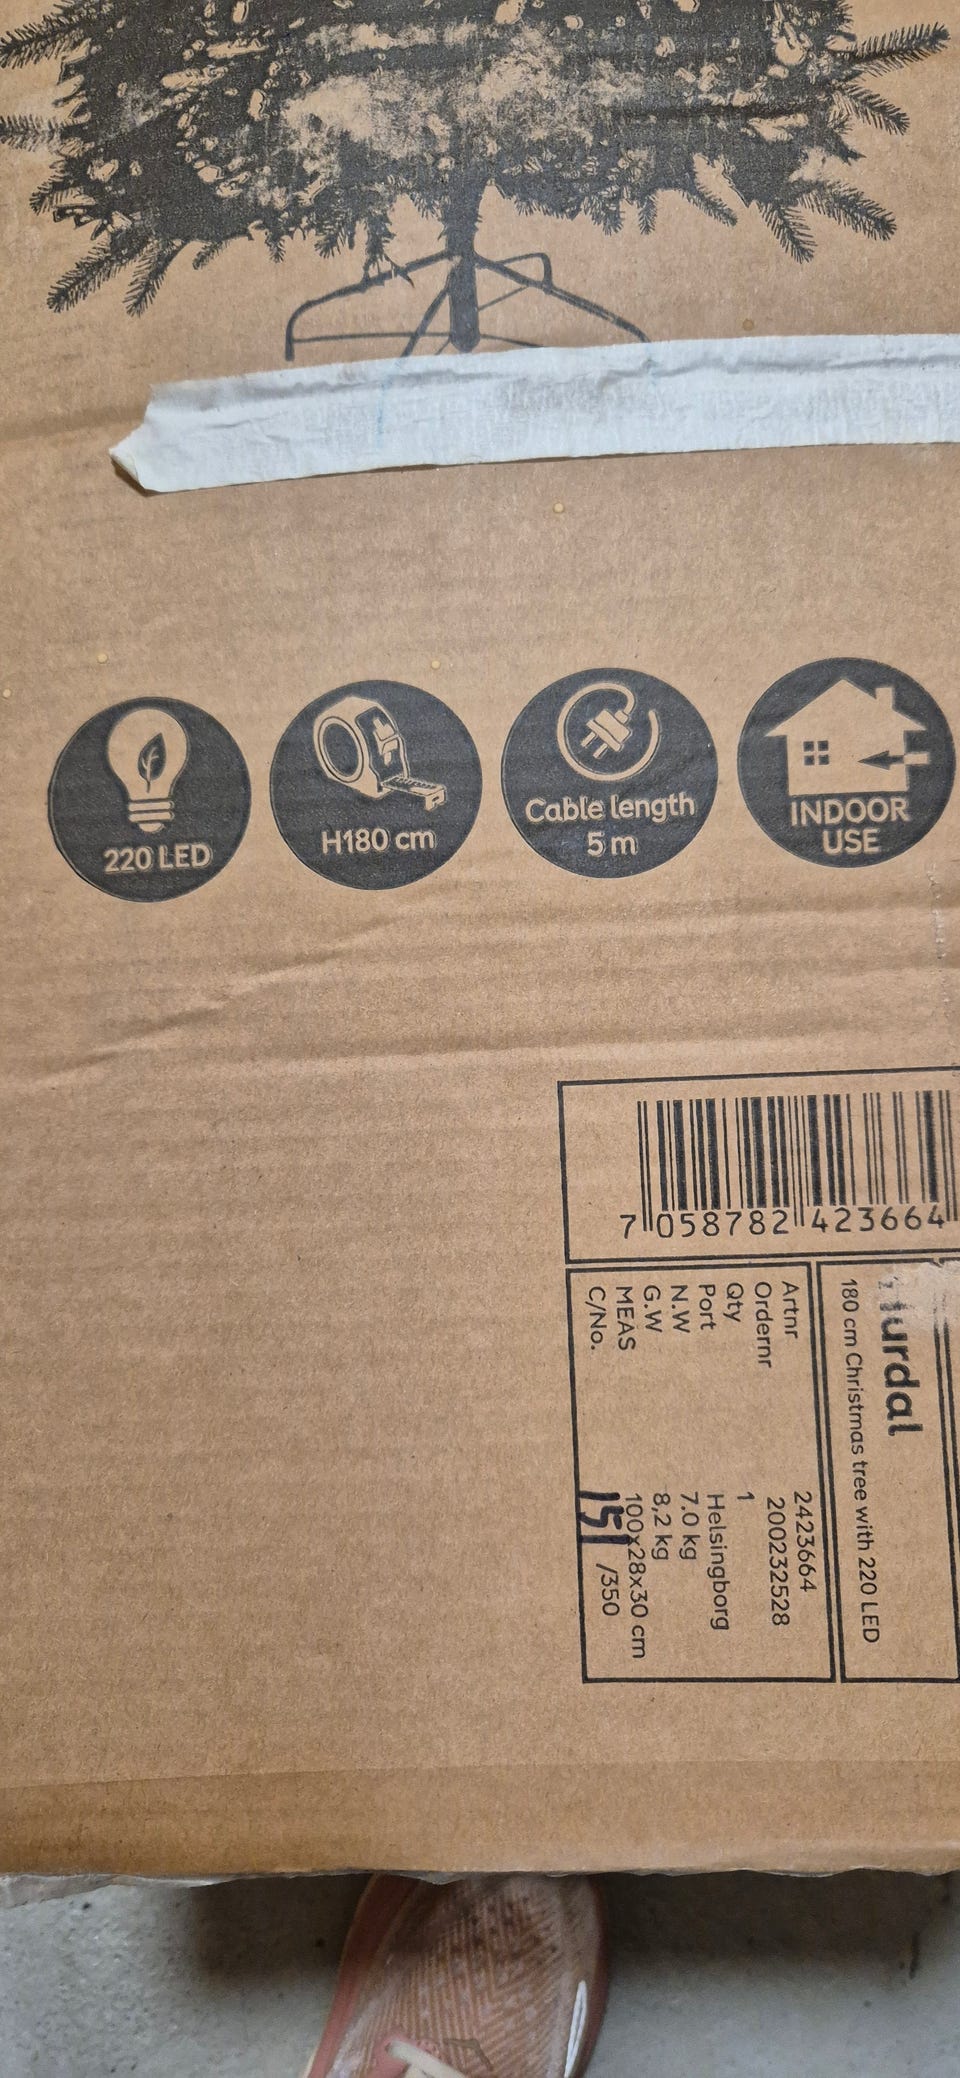 220 LED
H180 cm
Cable length
5 m
INDOOR
USE
7 058782 423664
urdal
180 cm Christmas tree with 220 LED
Artnr 2423664
Ordernr 200232528
Qty 1
Port Helsingborg
N.W 7.0 kg
G.W 8,2 kg
MEAS 100x28x30 cm
C/No. 151 /350